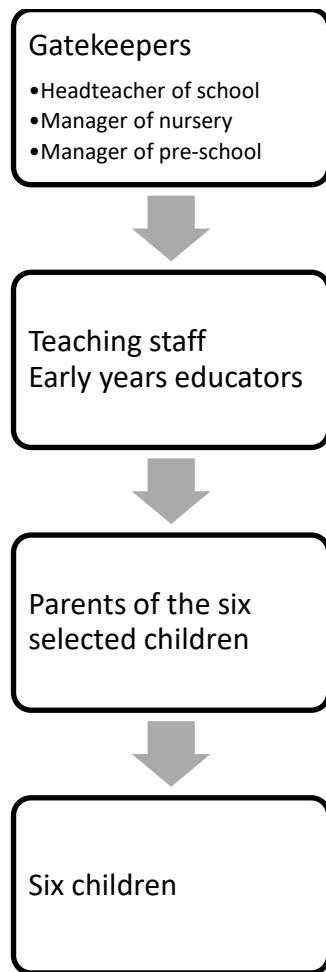 Gatekeepers
•Headteacher of school
•Manager of nursery
•Manager of pre-school
Teaching staff
Early years educators
Parents of the six
selected children
Six children